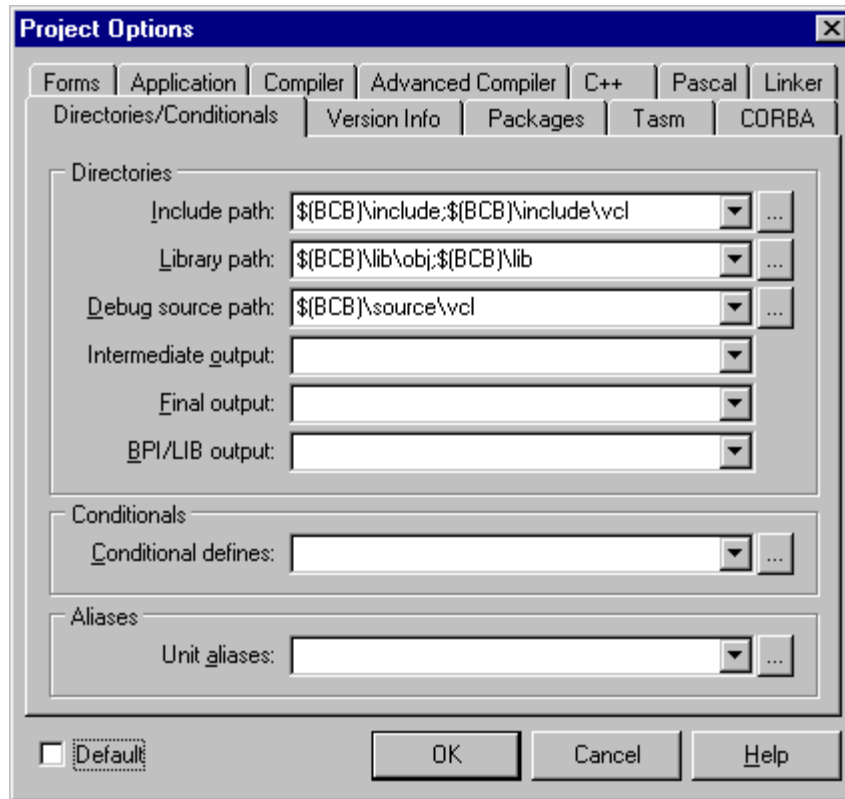 Project Options
Forms Application Compiler Advanced Compiler C++ Pascal Linker
Directories/Conditionals Version Info Packages Tasm CORBA
Directories
Include path: $(BCB)\include;$(BCB)\include\vcl ...
Library path: $(BCB)\lib\obj;$(BCB)\lib ...
Debug source path: $(BCB)\source\vcl ...
Intermediate output:
Final output:
BPI/LIB output:
Conditionals
Conditional defines: ...
Aliases
Unit aliases: ...
Default OK Cancel Help